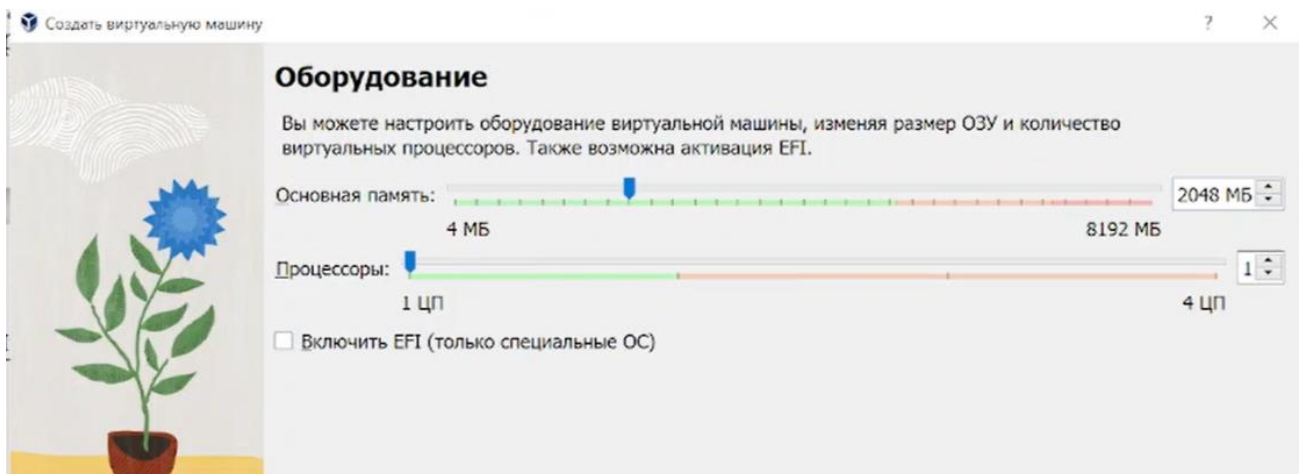 Создать виртуальную машину
?
Оборудование
Вы можете настроить оборудование виртуальной машины, изменяя размер ОЗУ и количество
виртуальных процессоров. Также возможна активация EFI.
Основная память: 2048 МБ
4 МБ 8192 МБ
Процессоры: 1
1 ЦП 4 ЦП
Включить EFI (только специальные ОС)